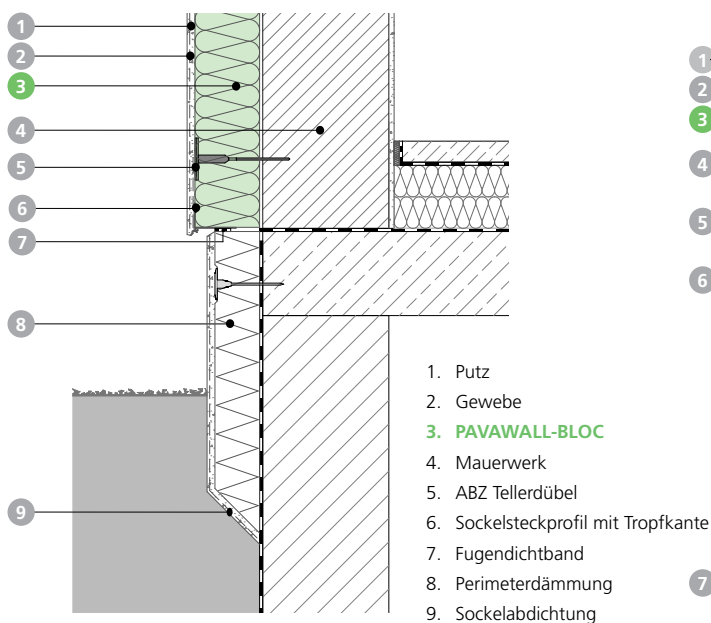 1
2
3
4
5
6
7
8
9
1. Putz
2. Gewebe
3. PAVAWALL-BLOC
4. Mauerwerk
5. ABZ Tellerdübel
6. Sockelsteckprofil mit Tropfkante
7. Fugendichtband
8. Perimeterdämmung
9. Sockelabdichtung
1
2
3
4
5
6
7